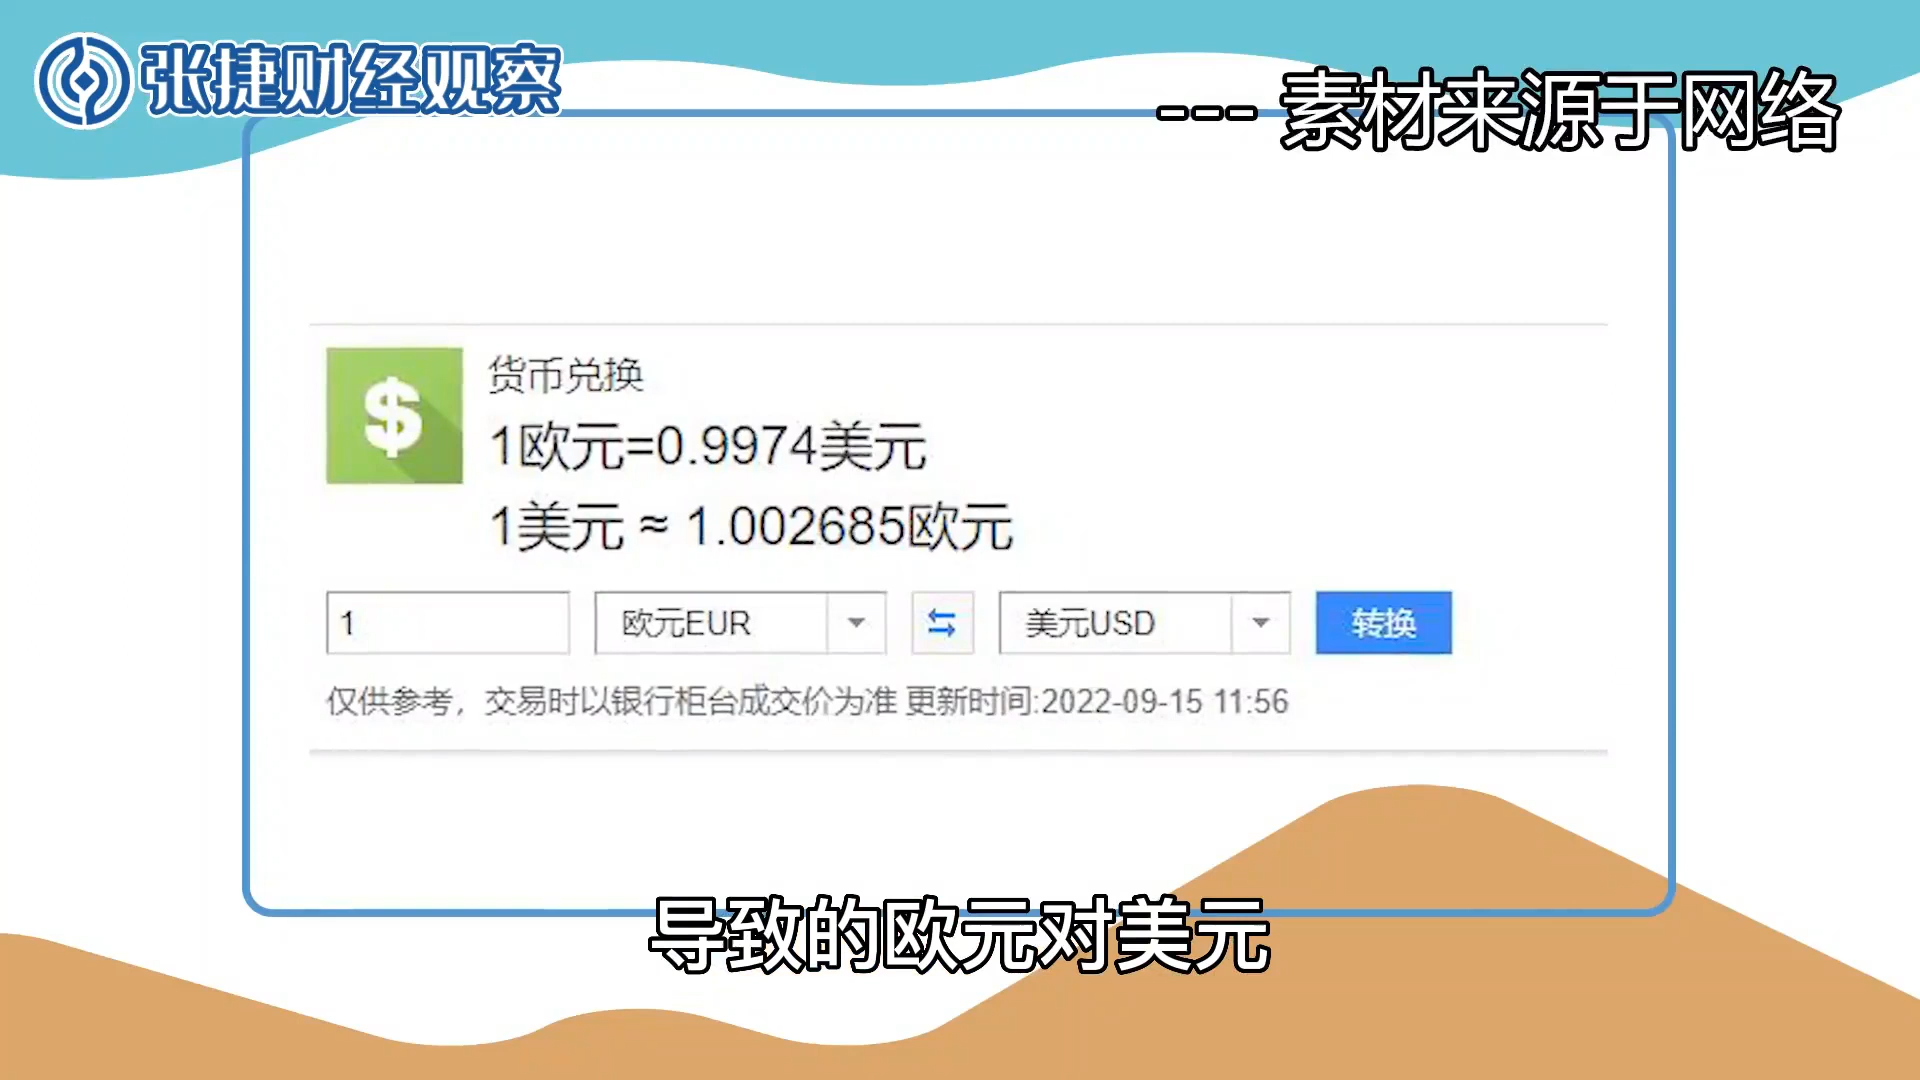 张捷财经观察
--- 素材来源于网络
货币兑换
1欧元=0.9974美元
1美元 ≈ 1.002685欧元
1 欧元EUR 美元USD 转换
仅供参考，交易时以银行柜台成交价为准 更新时间:2022-09-15 11:56
导致的欧元对美元